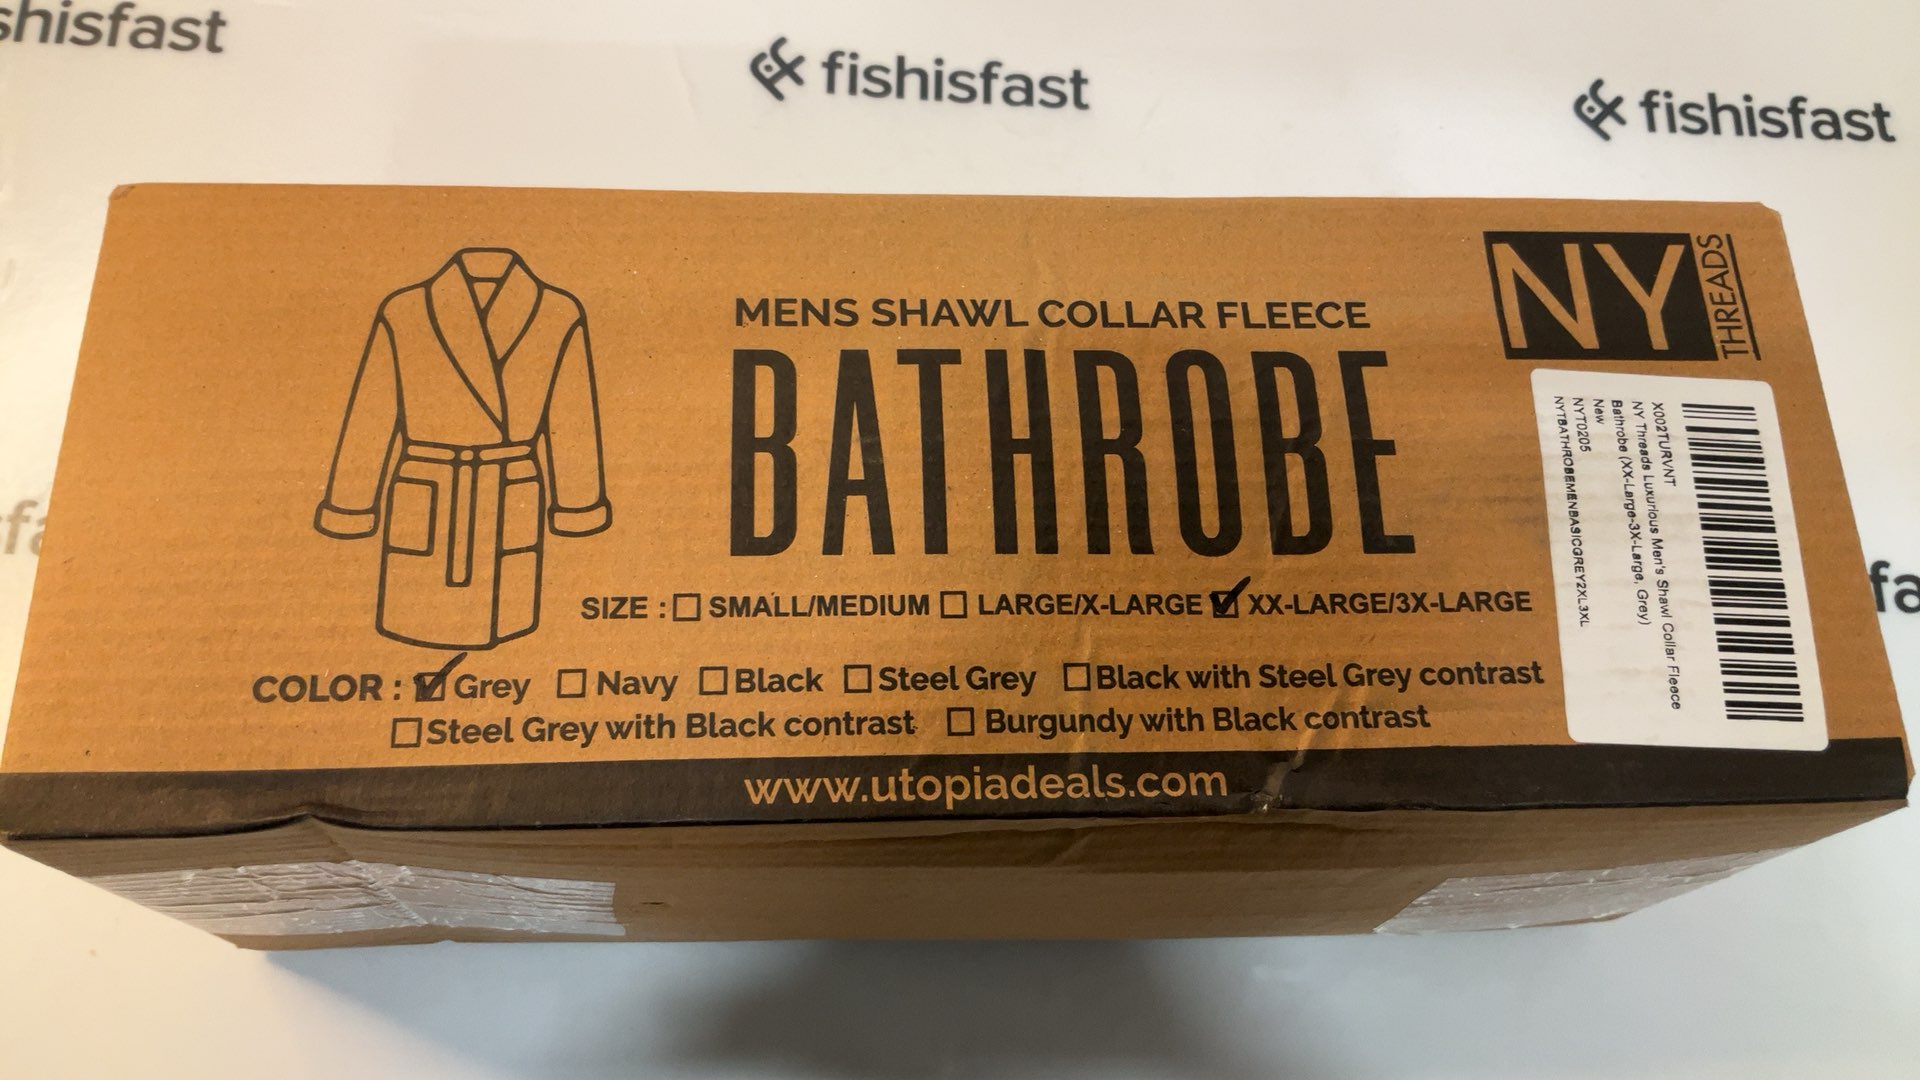 shisfast
fishisfast
fishisfast
NY
THREADS
MENS SHAWL COLLAR FLEECE
BATHROBE
SIZE : SMALL/MEDIUM LARGE/X-LARGE XX-LARGE/3X-LARGE
COLOR : Grey Navy Black Steel Grey Black with Steel Grey contrast
Steel Grey with Black contrast Burgundy with Black contrast
www.utopiadeals.com
X002TURVNT
NY Threads Luxurious Men's Shawl Collar Fleece
Bathrobe (XX-Large-3X-Large, Grey)
New
NYT0205
NYTBATHROBEMENBASICGREY2XL3XL